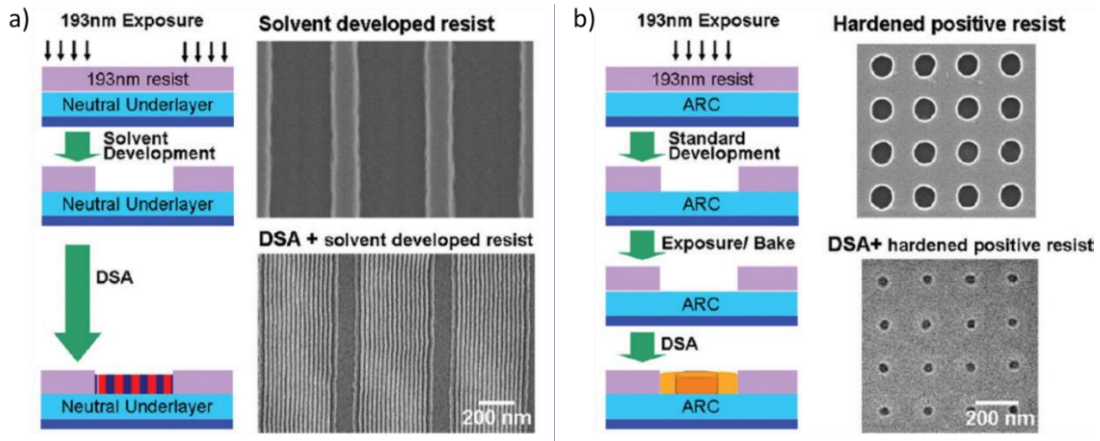 a)
193nm Exposure
193nm resist
Neutral Underlayer
Solvent
Development
Neutral Underlayer
DSA
Neutral Underlayer
Solvent developed resist
DSA + solvent developed resist
200 nm
b)
193nm Exposure
193nm resist
ARC
Standard
Development
ARC
Exposure/ Bake
ARC
DSA
ARC
Hardened positive resist
DSA+ hardened positive resist
200 nm